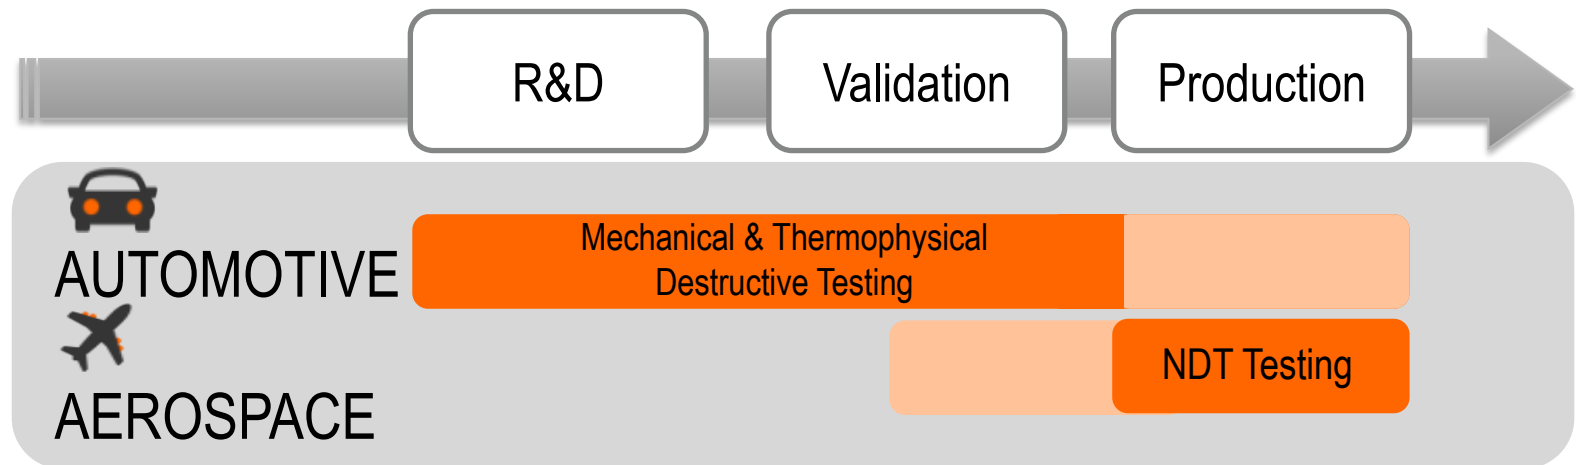 R&D
Validation
Production
AUTOMOTIVE
Mechanical & Thermophysical
Destructive Testing
NDT Testing
AEROSPACE